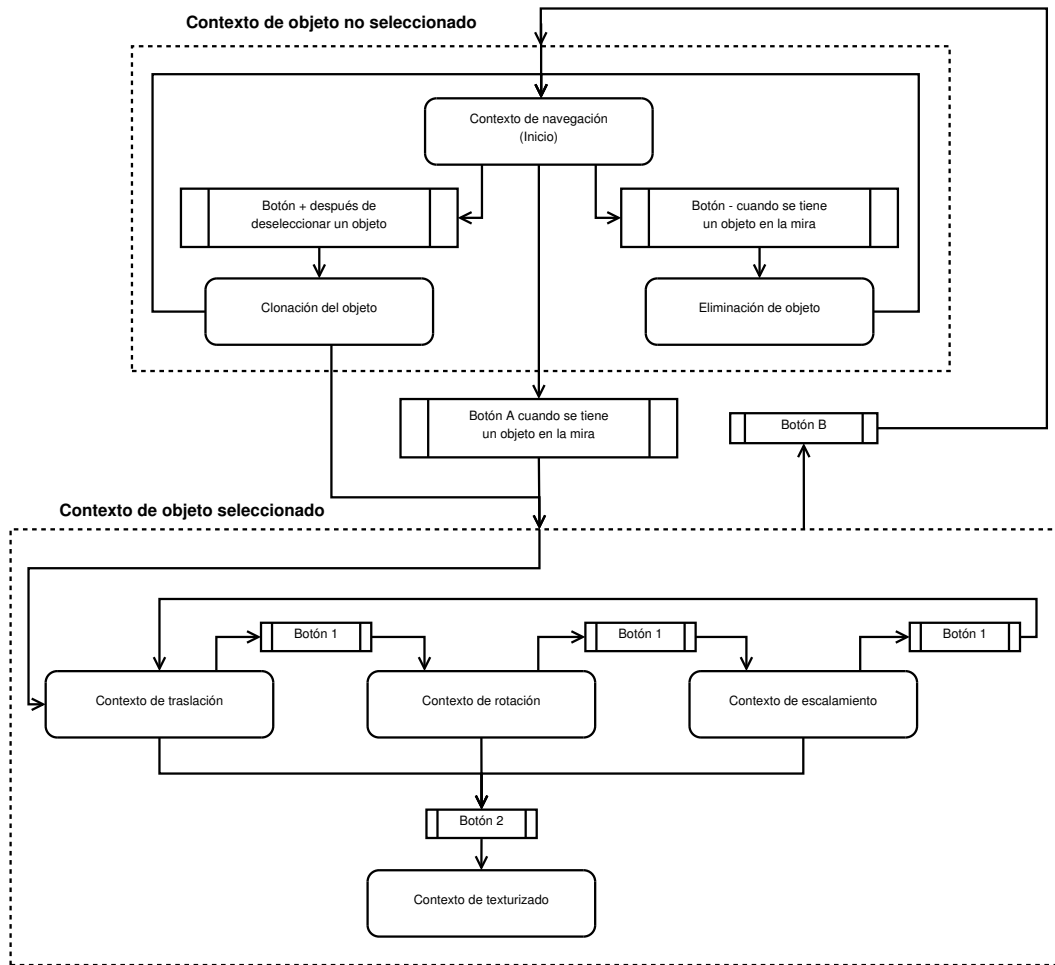 Contexto de objeto no seleccionado
Contexto de navegación
(Inicio)
Botón + después de
deseleccionar un objeto
Botón - cuando se tiene
un objeto en la mira
Clonación del objeto
Eliminación de objeto
Botón A cuando se tiene
un objeto en la mira
Botón B
Contexto de objeto seleccionado
Botón 1
Botón 1
Botón 1
Contexto de traslación
Contexto de rotación
Contexto de escalamiento
Botón 2
Contexto de texturizado